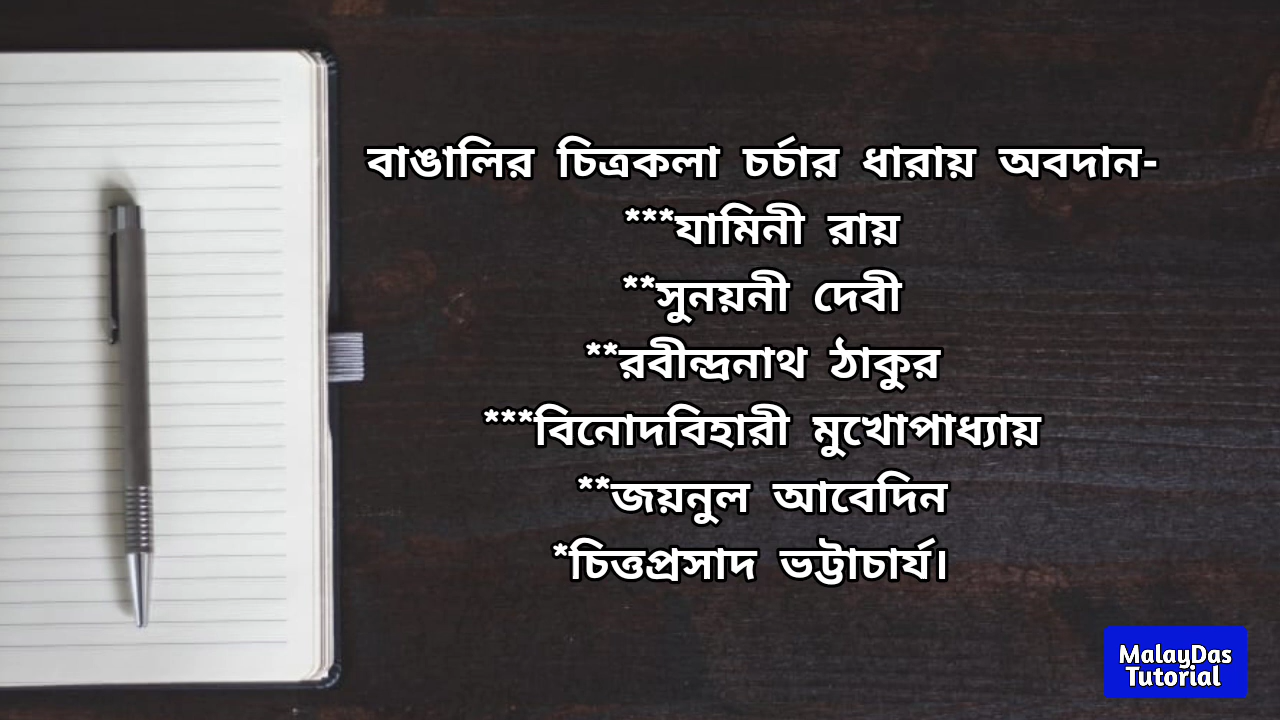 বাঙালির চিত্রকলা চর্চার ধারায় অবদান-
***যামিনী রায়
**সুনয়নী দেবী
**রবীন্দ্রনাথ ঠাকুর
***বিনোদবিহারী মুখোপাধ্যায়
**জয়নুল আবেদিন
*চিত্তপ্রসাদ ভট্টাচার্য।
MalayDas
Tutorial